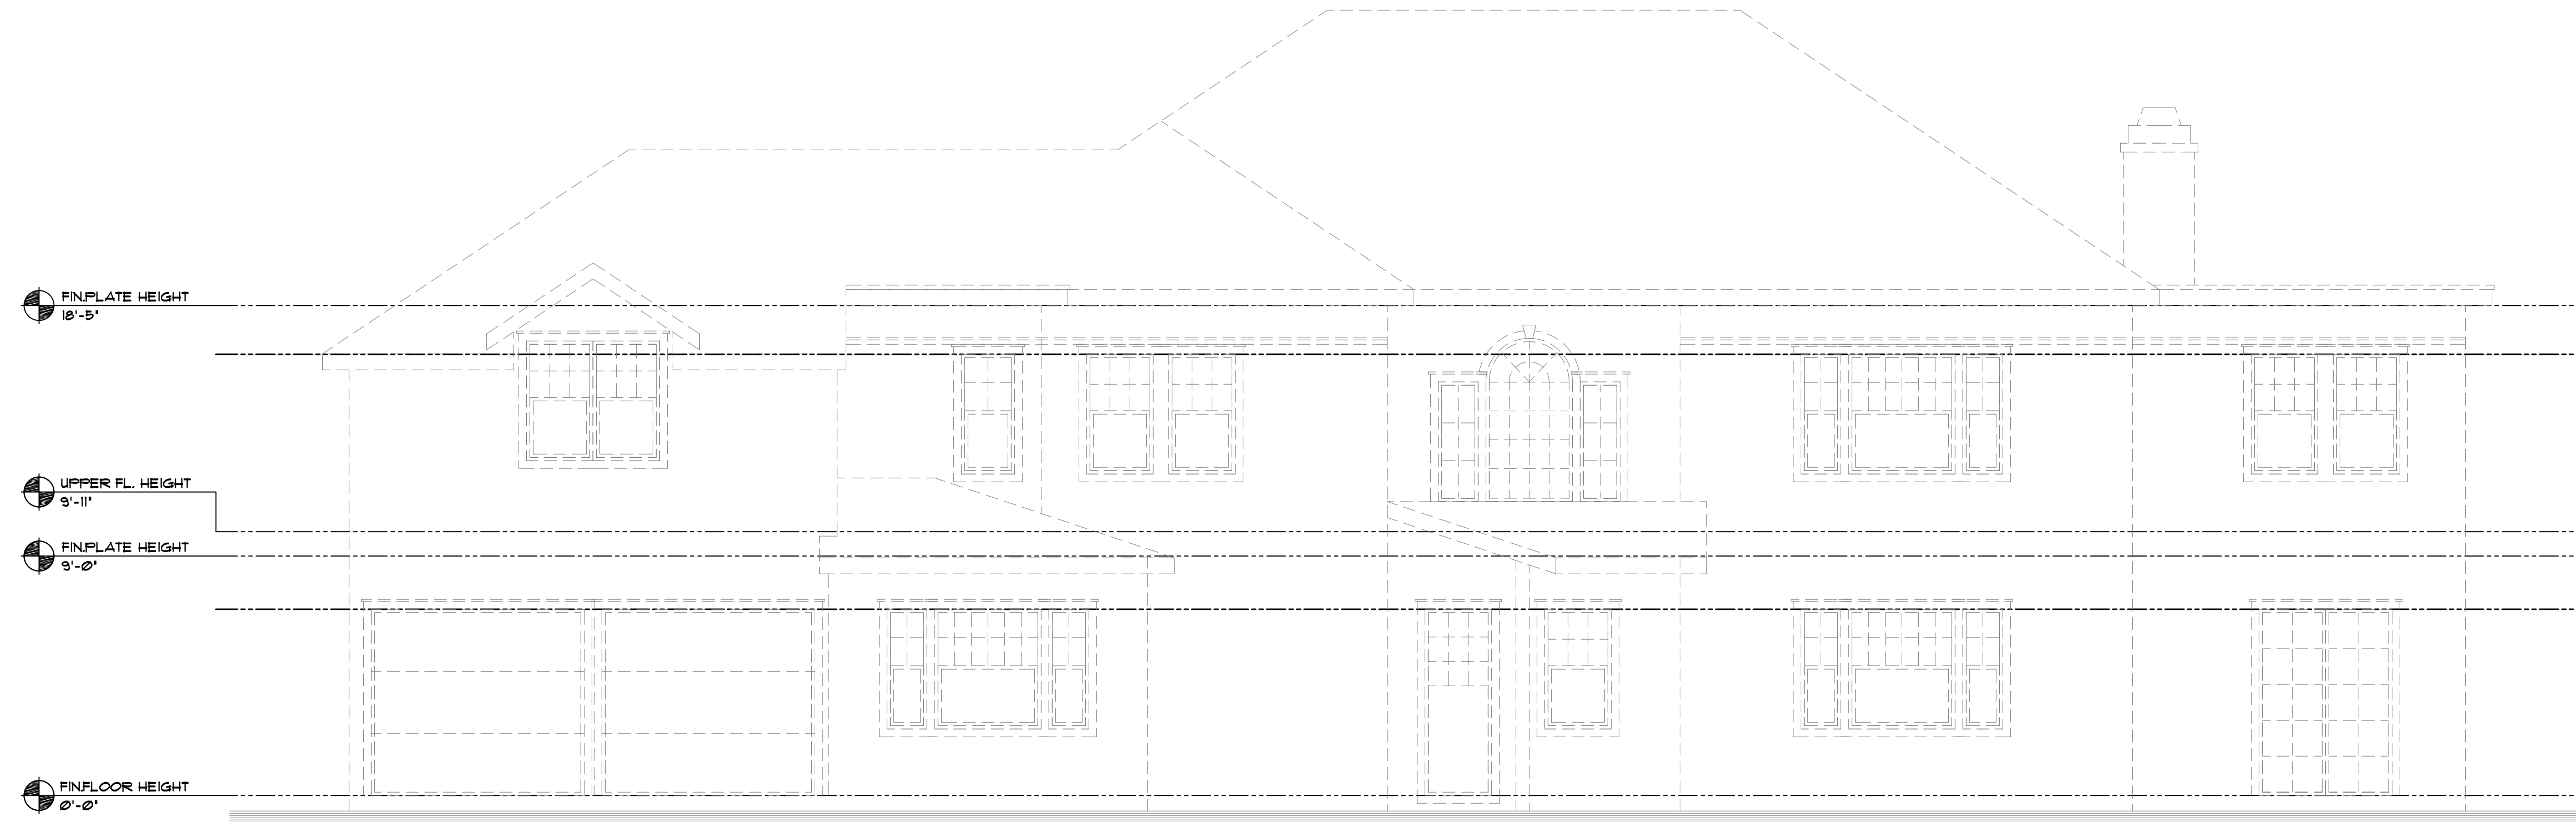 FIN.PLATE HEIGHT
18'-5"
UPPER FL. HEIGHT
9'-11"
FIN.PLATE HEIGHT
9'-0"
FIN.FLOOR HEIGHT
0'-0"